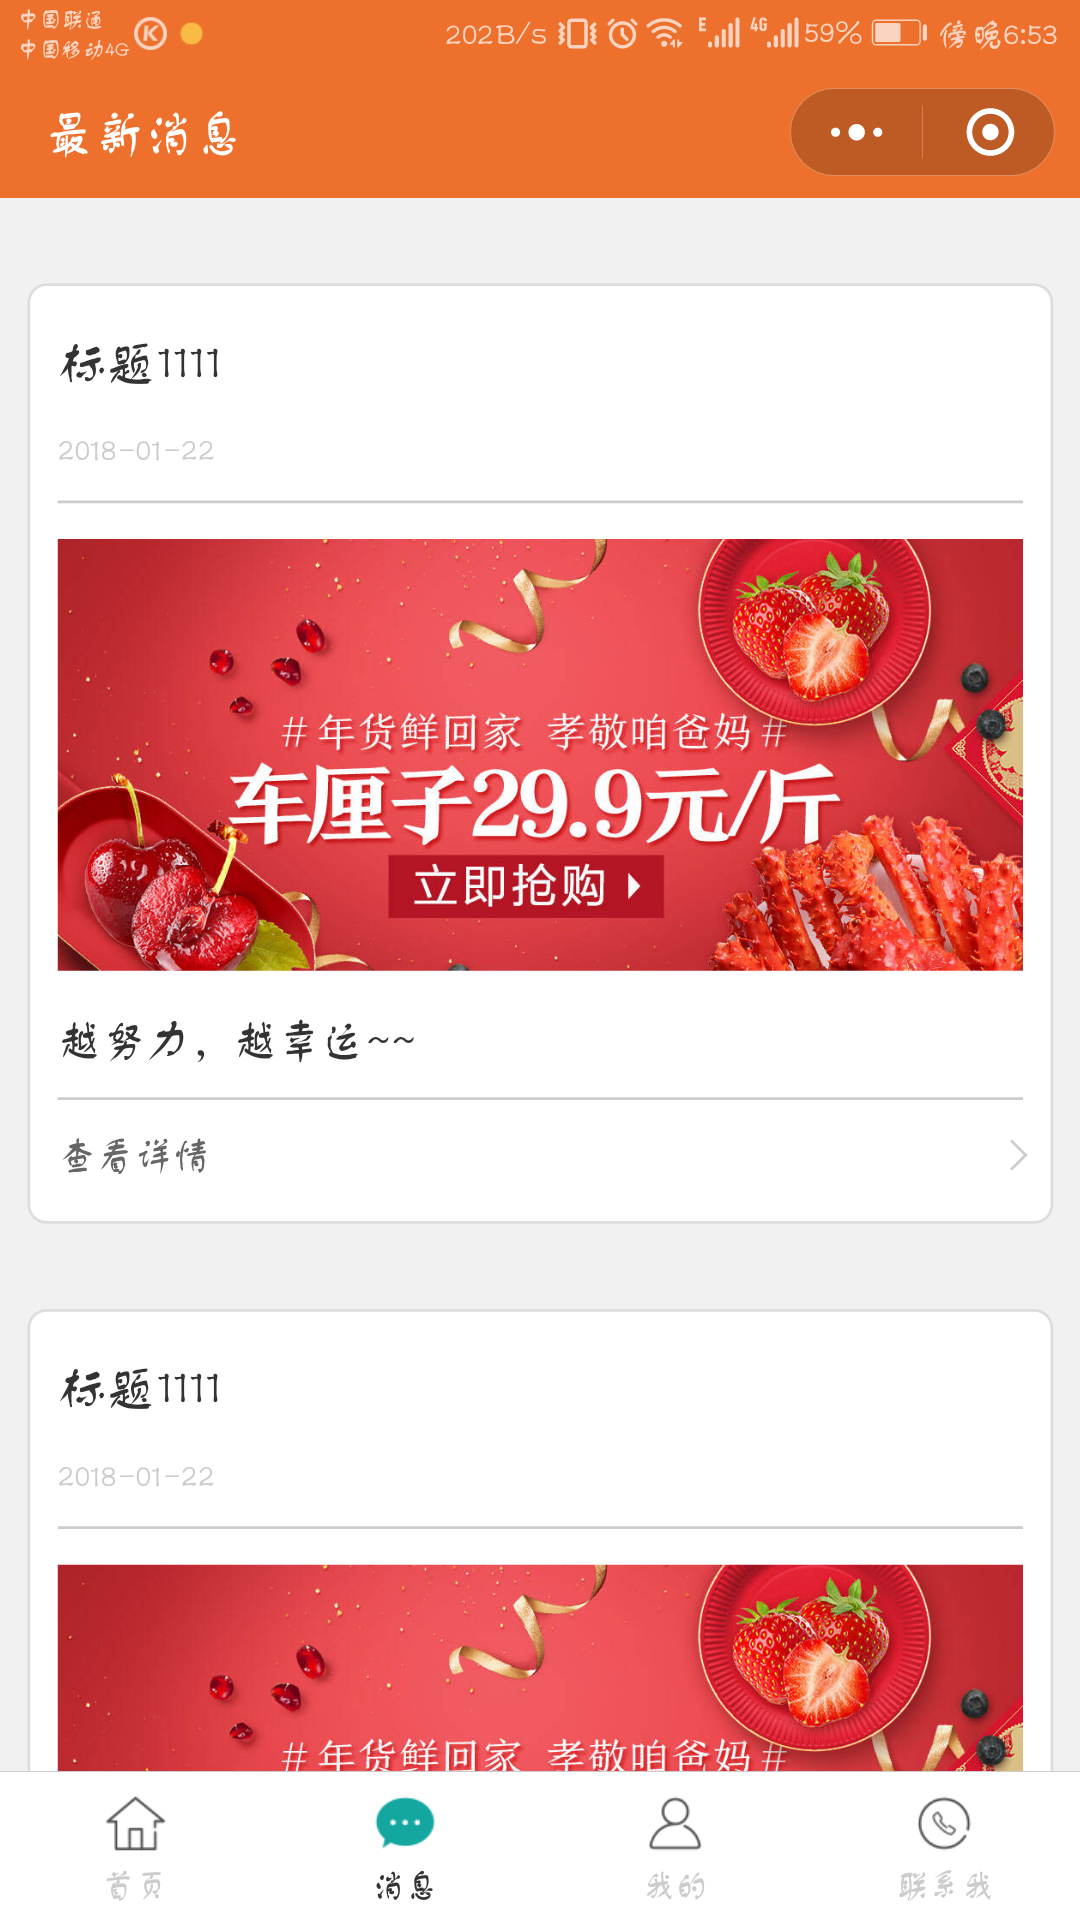 中国联通
中国移动4G
202B/s
E
4G
59%
傍晚6:53
最新消息
标题1111
2018-01-22
#年货鲜回家 孝敬咱爸妈#
车厘子29.9元/斤
立即抢购
越努力，越幸运~~
查看详情
标题1111
2018-01-22
#年货鲜回家 孝敬咱爸妈#
首页
消息
我的
联系我